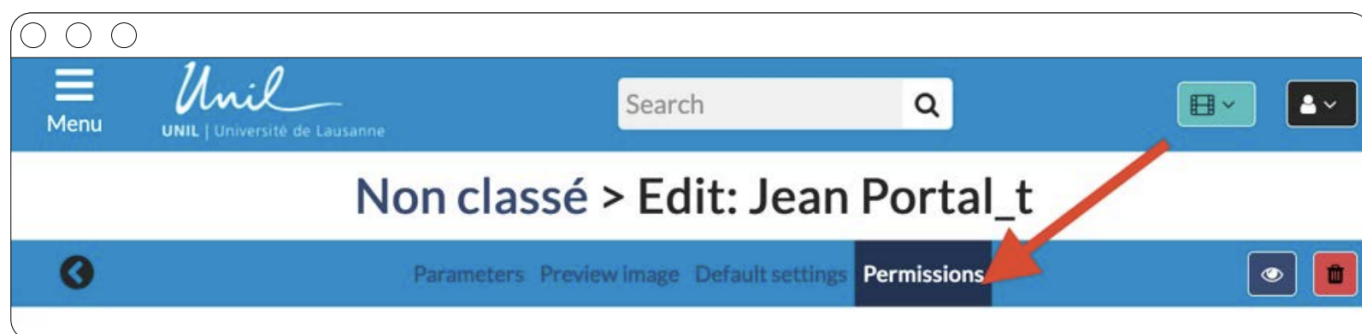 Menu
Unil
UNIL | Université de Lausanne
Search
Non classé > Edit: Jean Portal_t
Parameters Preview image Default settings Permissions